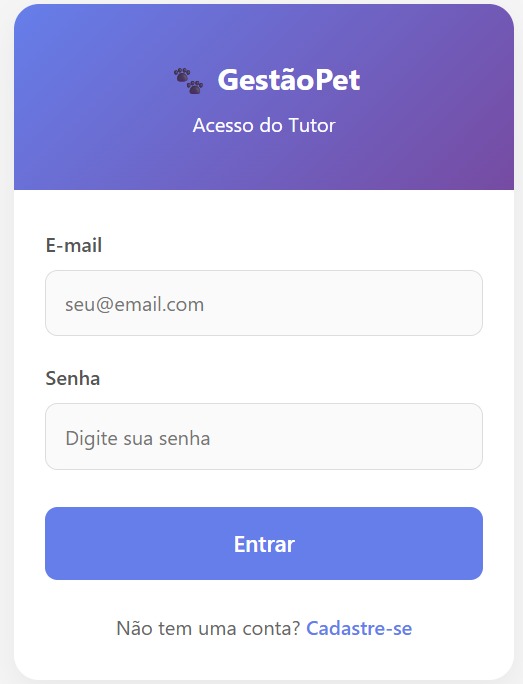 GestãoPet
Acesso do Tutor
E-mail
seu@email.com
Senha
Digite sua senha
Entrar
Não tem uma conta? Cadastre-se